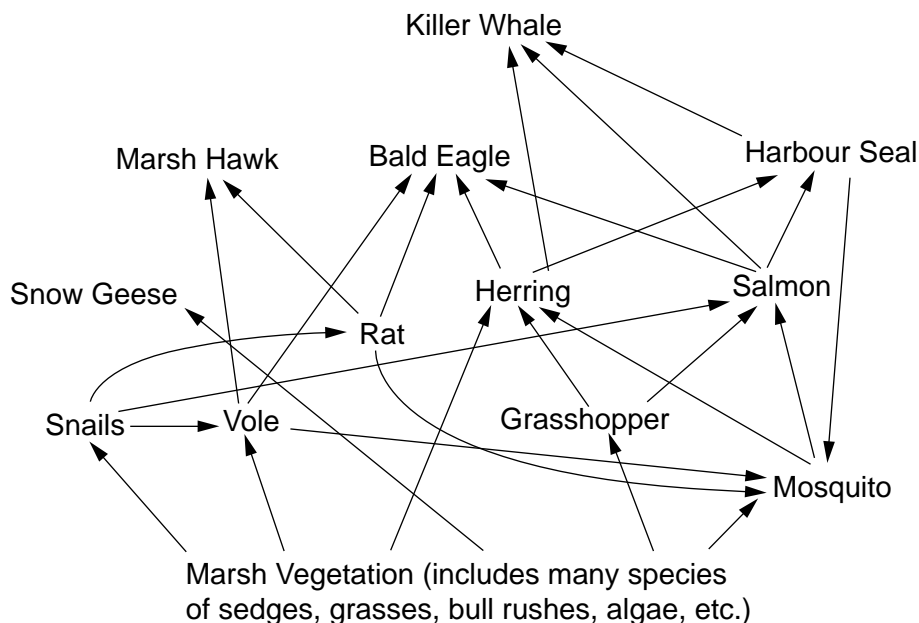 Killer Whale
Marsh Hawk
Bald Eagle
Harbour Seal
Snow Geese
Herring
Salmon
Rat
Snails
Vole
Grasshopper
Mosquito
Marsh Vegetation (includes many species
of sedges, grasses, bull rushes, algae, etc.)